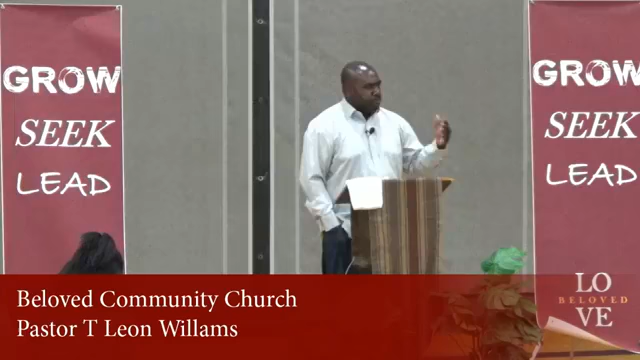 GROW
SEEK
LEAD
GROW
SEEK
LEAD
LO
BELOVED
VE
Beloved Community Church
Pastor T Leon Willams